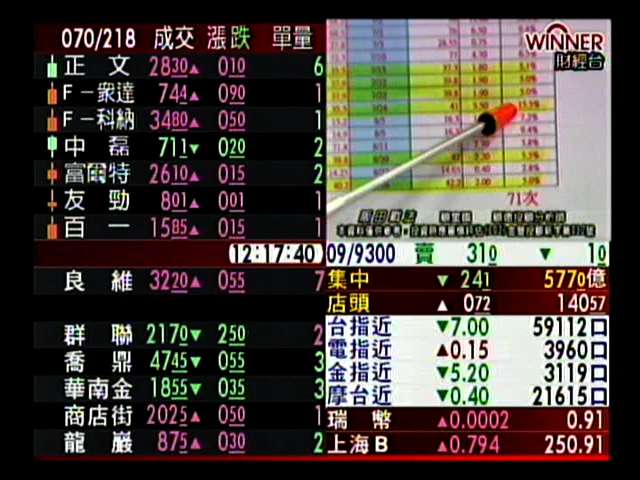 070/218 成交 漲跌 單量
正文 2830▲ 010 6
F－眾達 744▲ 090 1
F－科納 3480▲ 050 1
中磊 711▼ 020 2
富爾特 2610▲ 015 2
友勁 801▲ 001 1
百一 1585▲ 015 1
12:17:40
良維 3220▲ 055 7
群聯 2170▼ 250 2
喬鼎 4745▼ 055 3
華南金 1855▼ 035 3
商店街 2025▲ 050 1
龍巖 875▲ 030 2
WINNER
財經台
71次
09/9300 賣 310 ▼ 10
集中 ▼ 241 5770億
店頭 ▲ 072 14057
台指近 ▼7.00 59112口
電指近 ▲0.15 3960口
金指近 ▼5.20 3119口
摩台近 ▼0.40 21615口
瑞幣 ▲0.0002 0.91
上海B ▲0.794 250.91